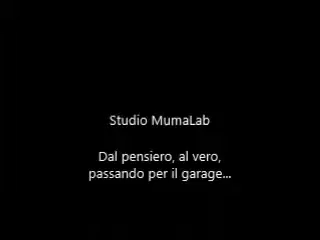 Studio MumaLab
Dal pensiero, al vero,
passando per il garage...